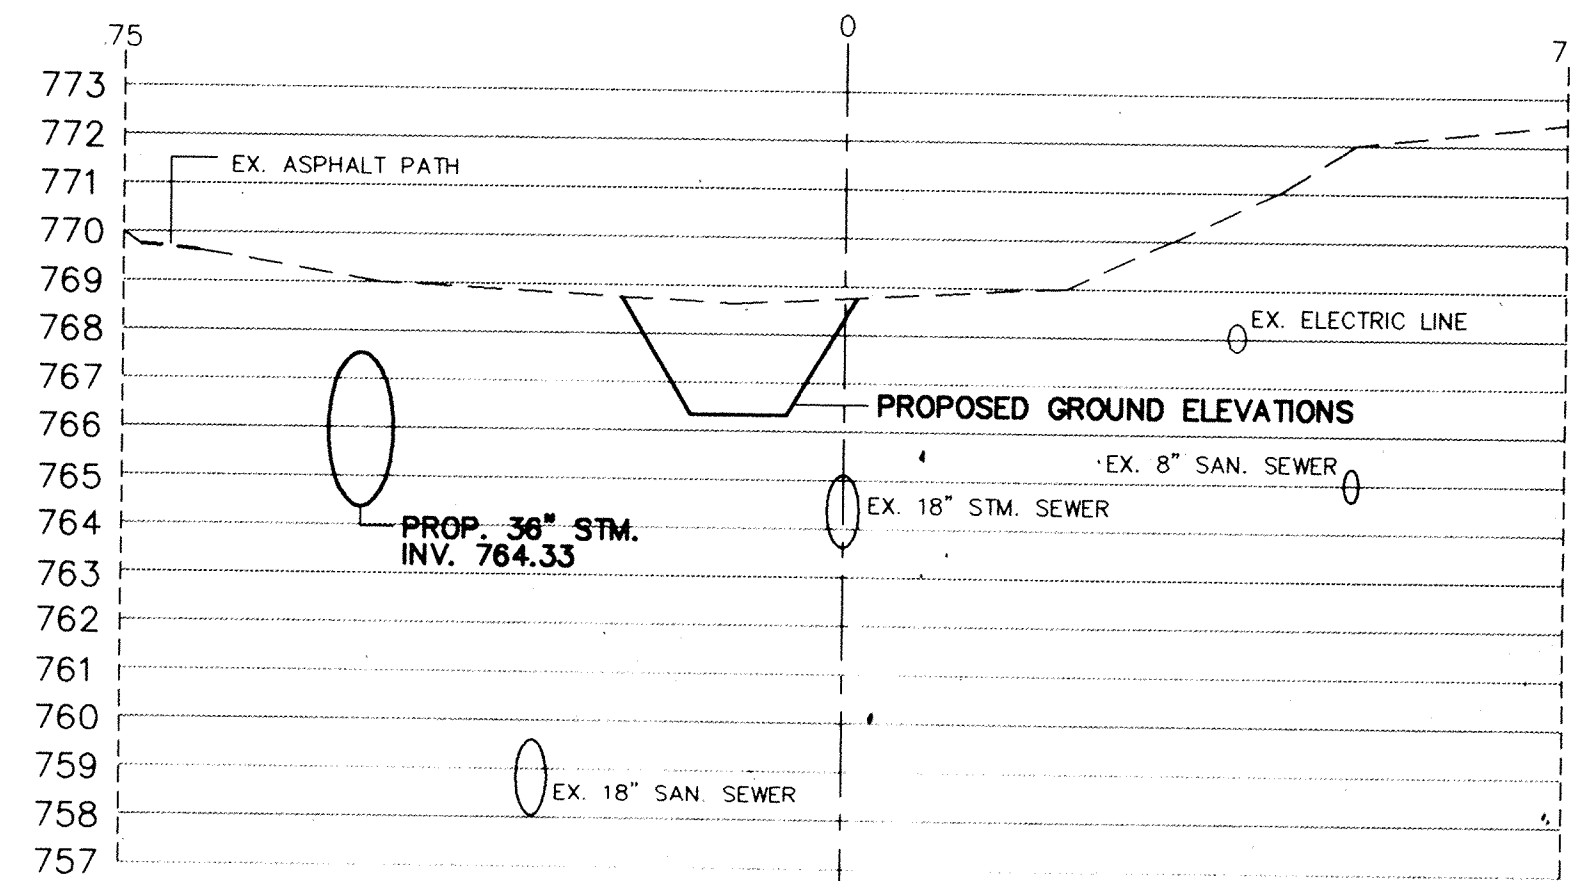 75
0
7
773
772
EX. ASPHALT PATH
771
770
769
768
EX. ELECTRIC LINE
767
PROPOSED GROUND ELEVATIONS
766
765
EX. 8" SAN. SEWER
EX. 18" STM. SEWER
764
PROP. 36" STM.
INV. 764.33
763
762
761
760
759
EX. 18" SAN. SEWER
758
757